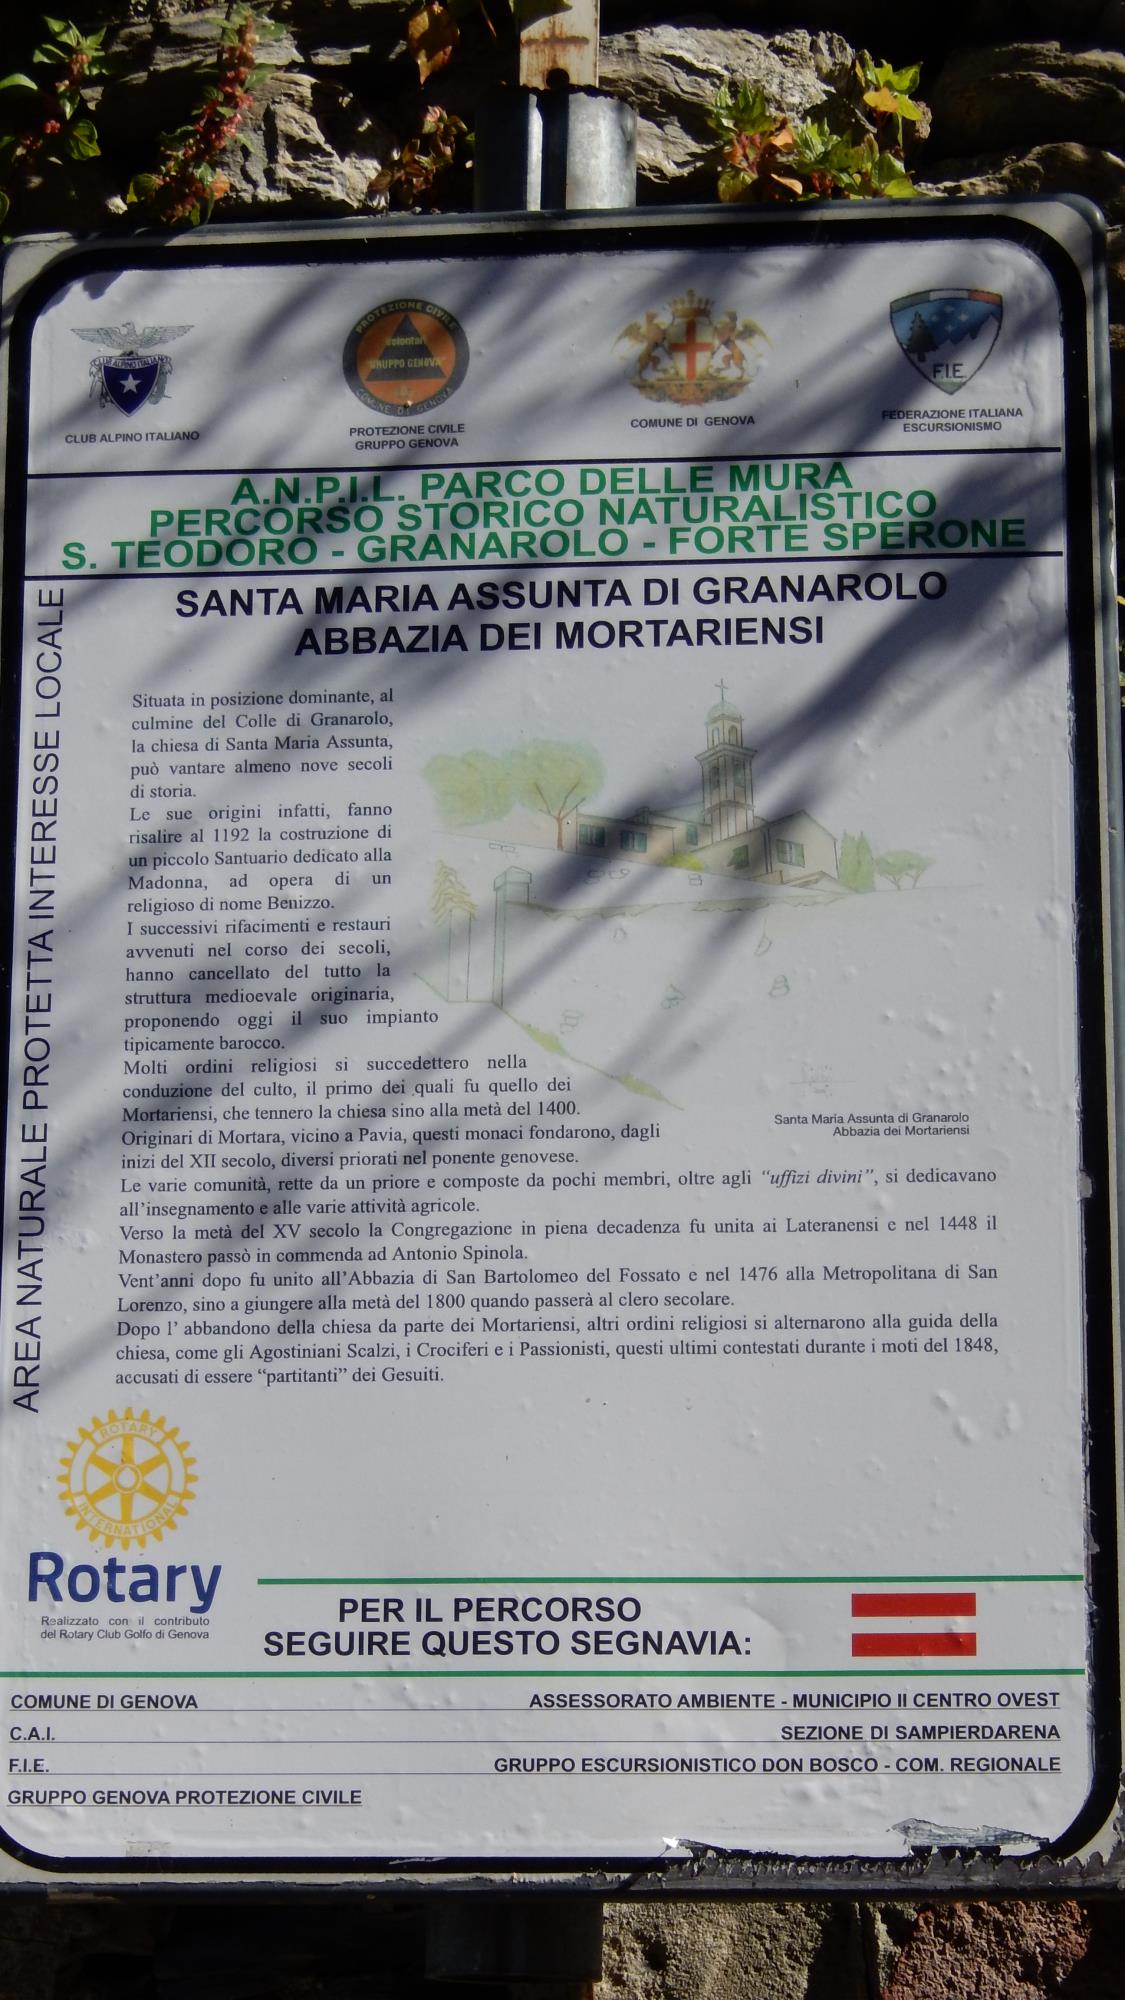 CLUB ALPINO ITALIANO
CLUB ALPINO ITALIANO
PROTEZIONE CIVILE
volontari
"GRUPPO GENOVA"
COMUNE DI GENOVA
PROTEZIONE CIVILE
GRUPPO GENOVA
COMUNE DI GENOVA
F.I.E.
FEDERAZIONE ITALIANA
ESCURSIONISMO
A.N.P.I.L. PARCO DELLE MURA
PERCORSO STORICO NATURALISTICO
S. TEODORO - GRANAROLO - FORTE SPERONE
AREA NATURALE PROTETTA INTERESSE LOCALE
SANTA MARIA ASSUNTA DI GRANAROLO
ABBAZIA DEI MORTARIENSI
Situata in posizione dominante, al
culmine del Colle di Granarolo,
la chiesa di Santa Maria Assunta,
può vantare almeno nove secoli
di storia.
Le sue origini infatti, fanno
risalire al 1192 la costruzione di
un piccolo Santuario dedicato alla
Madonna, ad opera di un
religioso di nome Benizzo.
I successivi rifacimenti e restauri
avvenuti nel corso dei secoli,
hanno cancellato del tutto la
struttura medioevale originaria,
proponendo oggi il suo impianto
tipicamente barocco.
Molti ordini religiosi si succedettero nella
conduzione del culto, il primo dei quali fu quello dei
Mortariensi, che tennero la chiesa sino alla metà del 1400.
Originari di Mortara, vicino a Pavia, questi monaci fondarono, dagli
inizi del XII secolo, diversi priorati nel ponente genovese.
Le varie comunità, rette da un priore e composte da pochi membri, oltre agli “uffizi divini”, si dedicavano
all’insegnamento e alle varie attività agricole.
Verso la metà del XV secolo la Congregazione in piena decadenza fu unita ai Lateranensi e nel 1448 il
Monastero passò in commenda ad Antonio Spinola.
Vent’anni dopo fu unito all’Abbazia di San Bartolomeo del Fossato e nel 1476 alla Metropolitana di San
Lorenzo, sino a giungere alla metà del 1800 quando passerà al clero secolare.
Dopo l’ abbandono della chiesa da parte dei Mortariensi, altri ordini religiosi si alternarono alla guida della
chiesa, come gli Agostiniani Scalzi, i Crociferi e i Passionisti, questi ultimi contestati durante i moti del 1848,
accusati di essere “partitanti” dei Gesuiti.
Santa Maria Assunta di Granarolo
Abbazia dei Mortariensi
ROTARY
INTERNATIONAL
Rotary
Realizzato con il contributo
del Rotary Club Golfo di Genova
PER IL PERCORSO
SEGUIRE QUESTO SEGNAVIA:
COMUNE DI GENOVA ASSESSORATO AMBIENTE - MUNICIPIO II CENTRO OVEST
C.A.I. SEZIONE DI SAMPIERDARENA
F.I.E. GRUPPO ESCURSIONISTICO DON BOSCO - COM. REGIONALE
GRUPPO GENOVA PROTEZIONE CIVILE